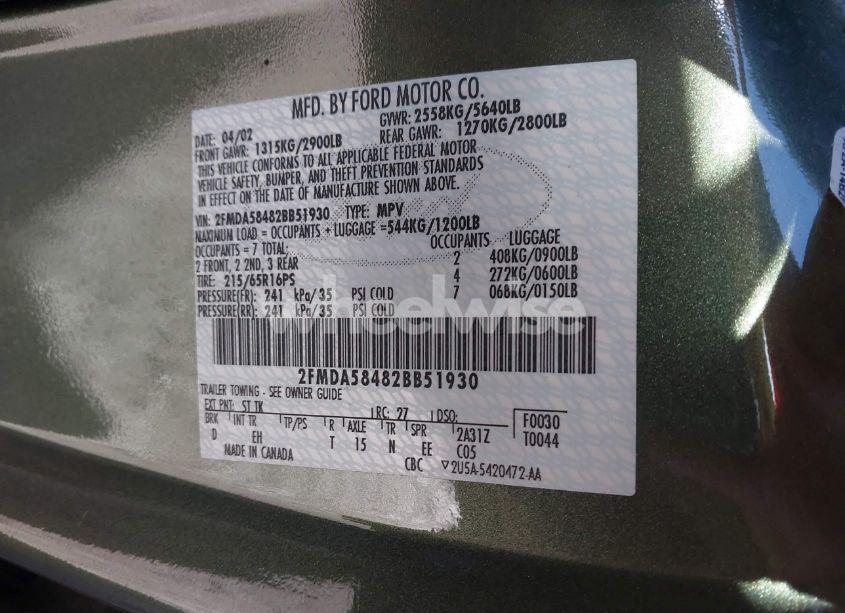 MFD. BY FORD MOTOR CO.
DATE: 04/02 GVWR: 2558KG/5640LB
FRONT GAWR: 1315KG/2900LB REAR GAWR: 1270KG/2800LB
THIS VEHICLE CONFORMS TO ALL APPLICABLE FEDERAL MOTOR
VEHICLE SAFETY, BUMPER, AND THEFT PREVENTION STANDARDS
IN EFFECT ON THE DATE OF MANUFACTURE SHOWN ABOVE.
VIN: 2FMDA58482BB51930 TYPE: MPV
MAXIMUM LOAD = OCCUPANTS + LUGGAGE =544KG/1200LB
OCCUPANTS = 7 TOTAL; OCCUPANTS LUGGAGE
2 FRONT, 2 2ND, 3 REAR 2 408KG/0900LB
TIRE: 215/65R16PS 4 272KG/0600LB
PRESSURE(FR): 241 kPa/35 PSI COLD 7 068KG/0150LB
PRESSURE(RR): 241 kPa/35 PSI COLD
wheelwise
2FMDA58482BB51930
TRAILER TOWING - SEE OWNER GUIDE
EXT PNT: ST TK RC: 27 DSO: F0030
BRK INT TR TP/PS R AXLE TR SPR 2A31Z T0044
D EH T 15 N EE C05
MADE IN CANADA CBC ▽2U5A-5420472-AA